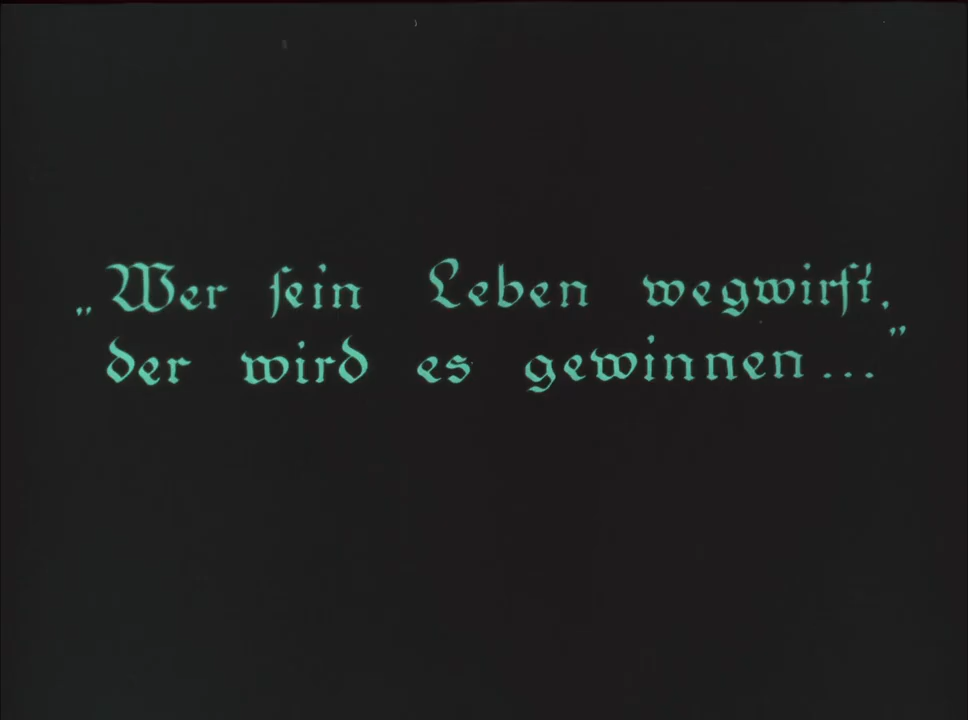 „Wer sein Leben wegwirft,
der wird es gewinnen...”